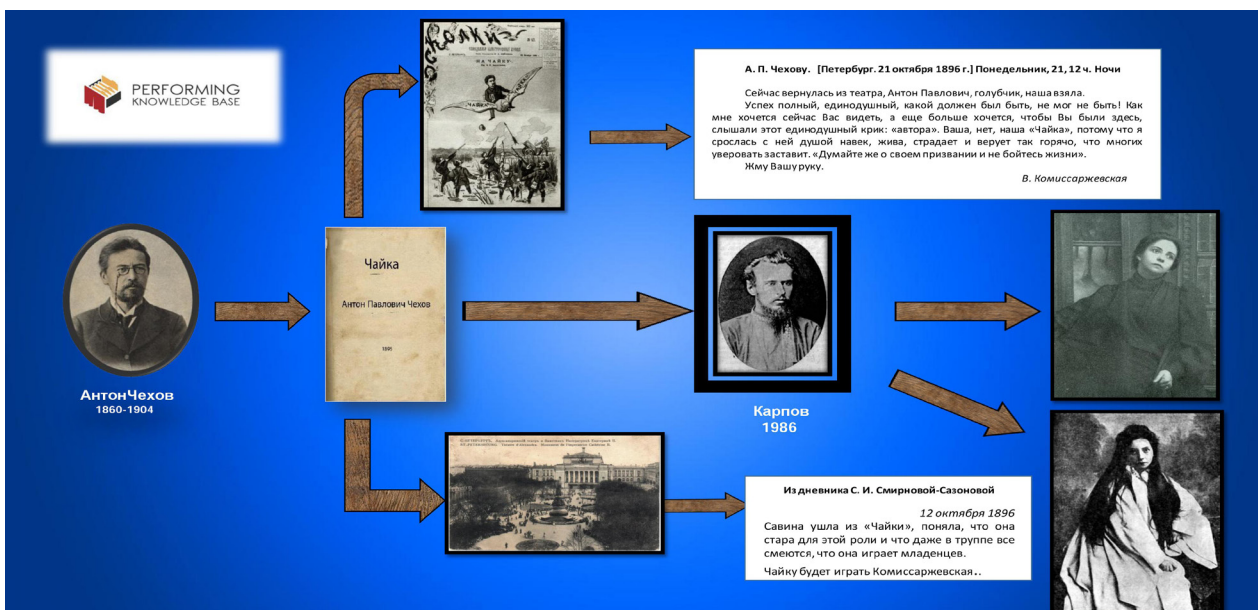 PERFORMING
KNOWLEDGE BASE
ОСКОЛКИ
НА ЧАЙКУ
ЧАЙКА
А. П. Чехову. [Петербург. 21 октября 1896 г.] Понедельник, 21, 12 ч. Ночи
Сейчас вернулась из театра, Антон Павлович, голубчик, наша взяла.
Успех полный, единодушный, какой должен был быть, не мог не быть! Как
мне хочется сейчас Вас видеть, а еще больше хочется, чтобы Вы были здесь,
слышали этот единодушный крик: «автора». Ваша, нет, наша «Чайка», потому что я
срослась с ней душой навек, жива, страдает и верует так горячо, что многих
уверовать заставит. «Думайте же о своем призвании и не бойтесь жизни».
Жму Вашу руку.
В. Комиссаржевская
Чайка
Антон Павлович Чехов
АнтонЧехов
1860-1904
Карпов
1986
Из дневника С. И. Смирновой-Сазоновой
12 октября 1896
Савина ушла из «Чайки», поняла, что она
стара для этой роли и что даже в труппе все
смеются, что она играет младенцев.
Чайку будет играть Комиссаржевская..